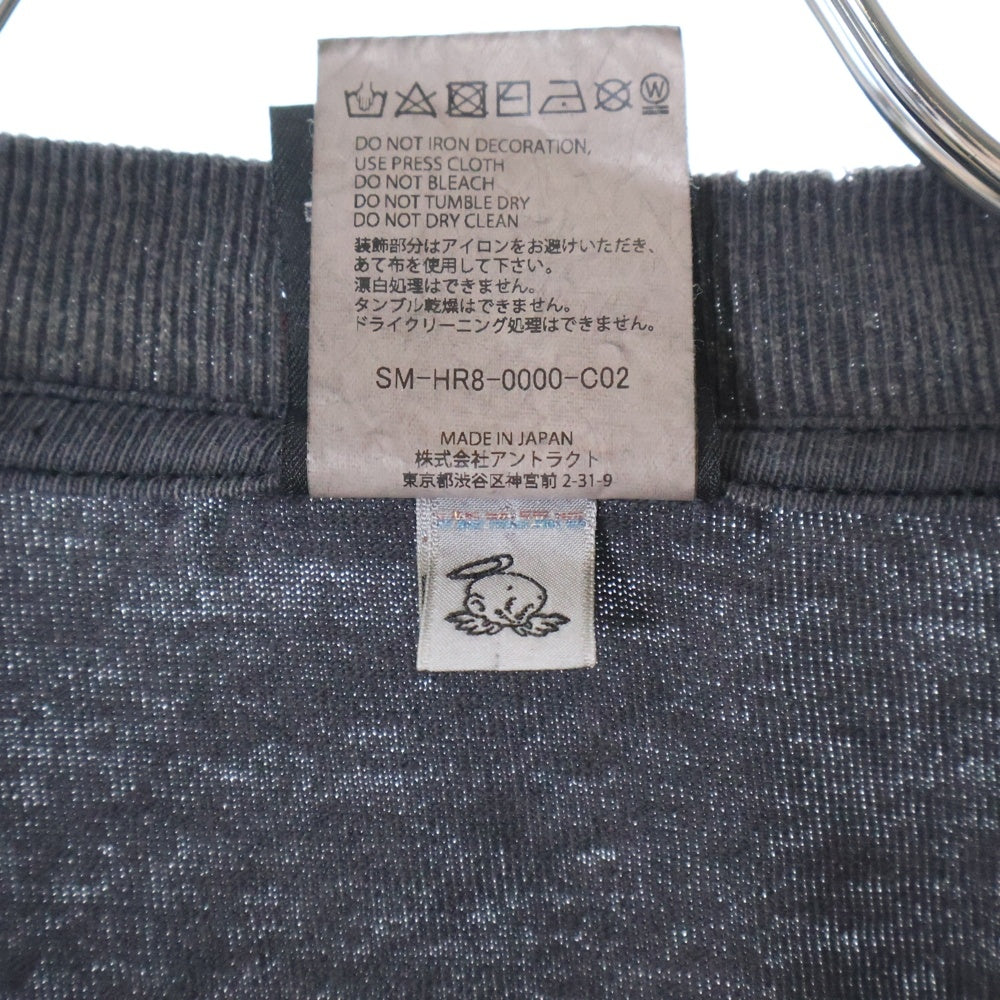 W
DO NOT IRON DECORATION,
USE PRESS CLOTH
DO NOT BLEACH
DO NOT TUMBLE DRY
DO NOT DRY CLEAN
装飾部分はアイロンをお避けいただき、
あて布を使用して下さい。
漂白処理はできません。
タンブル乾燥はできません。
ドライクリーニング処理はできません。
SM-HR8-0000-C02
MADE IN JAPAN
株式会社アントラクト
東京都渋谷区神宮前 2-31-9